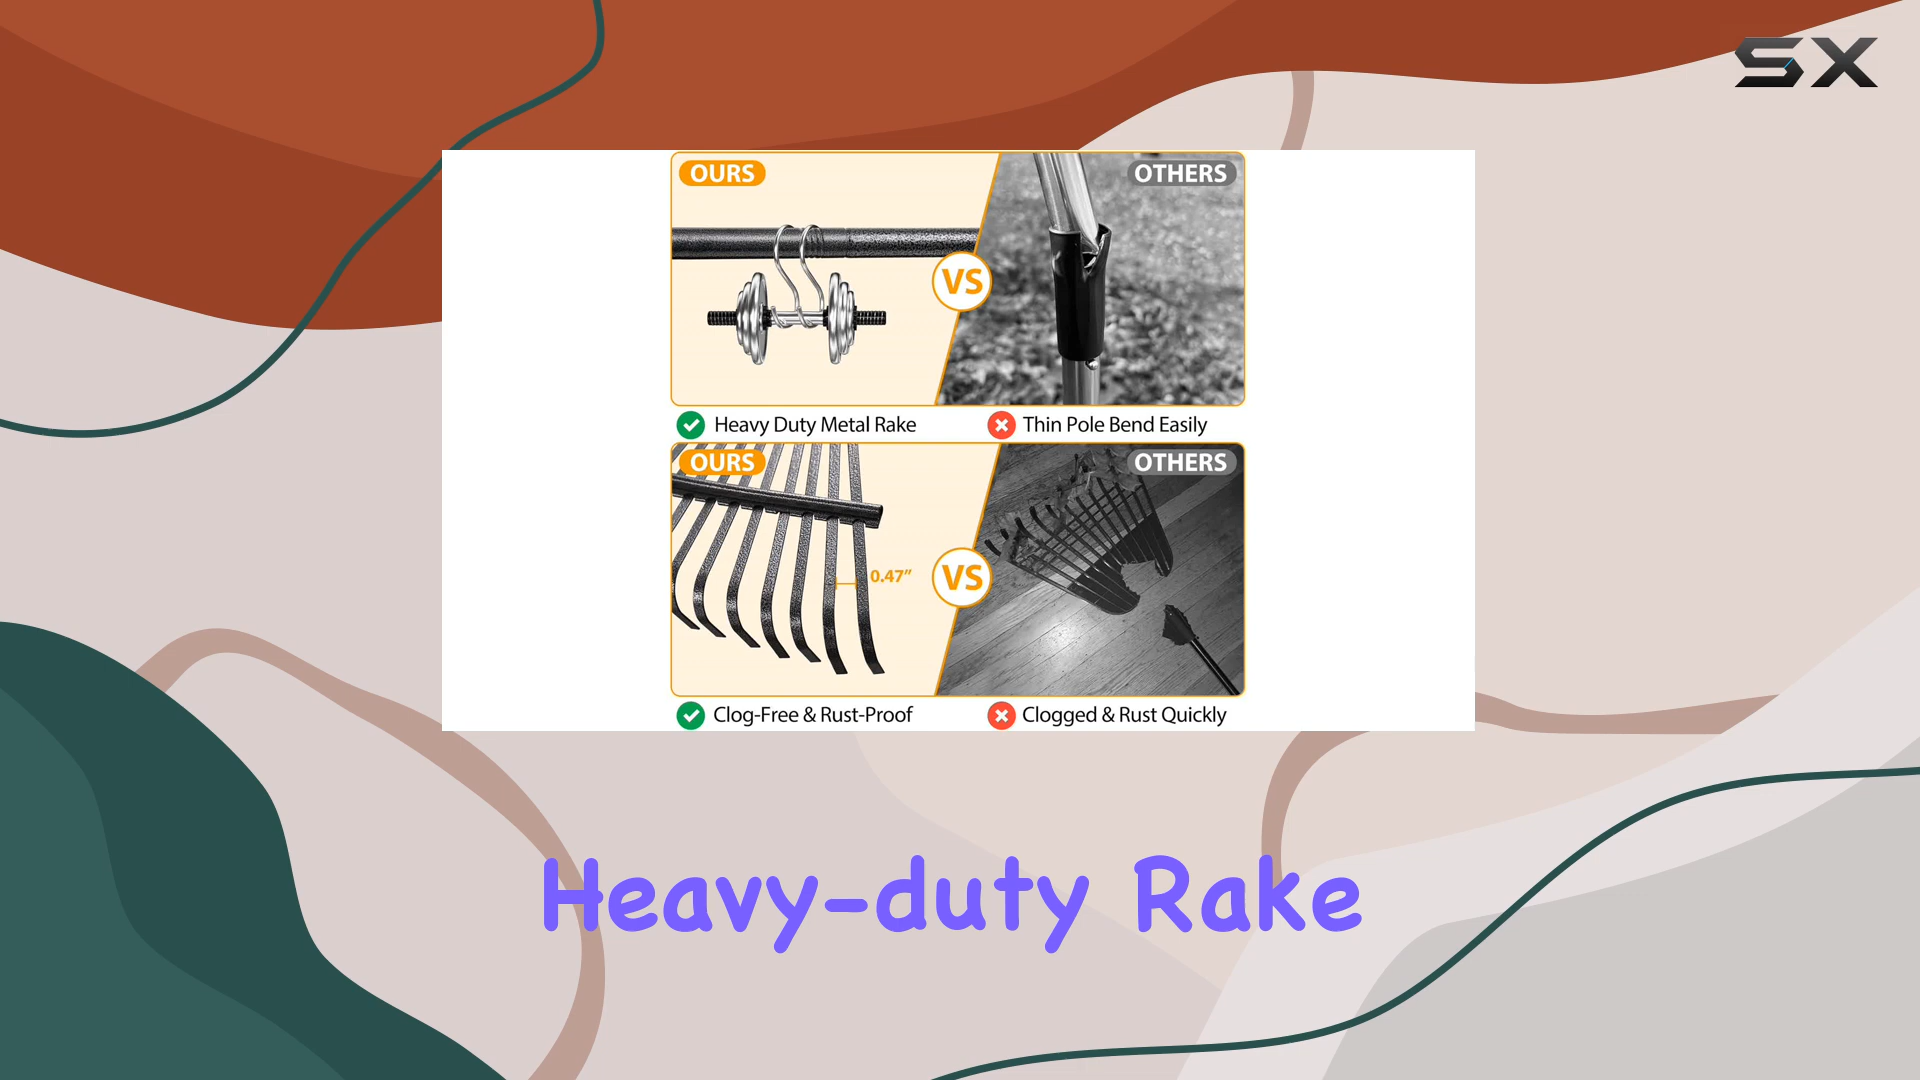 SX
OURS
OTHERS
VS
Heavy Duty Metal Rake
Thin Pole Bend Easily
OURS
OTHERS
0.47"
VS
Clog-Free & Rust-Proof
Clogged & Rust Quickly
Heavy-duty Rake